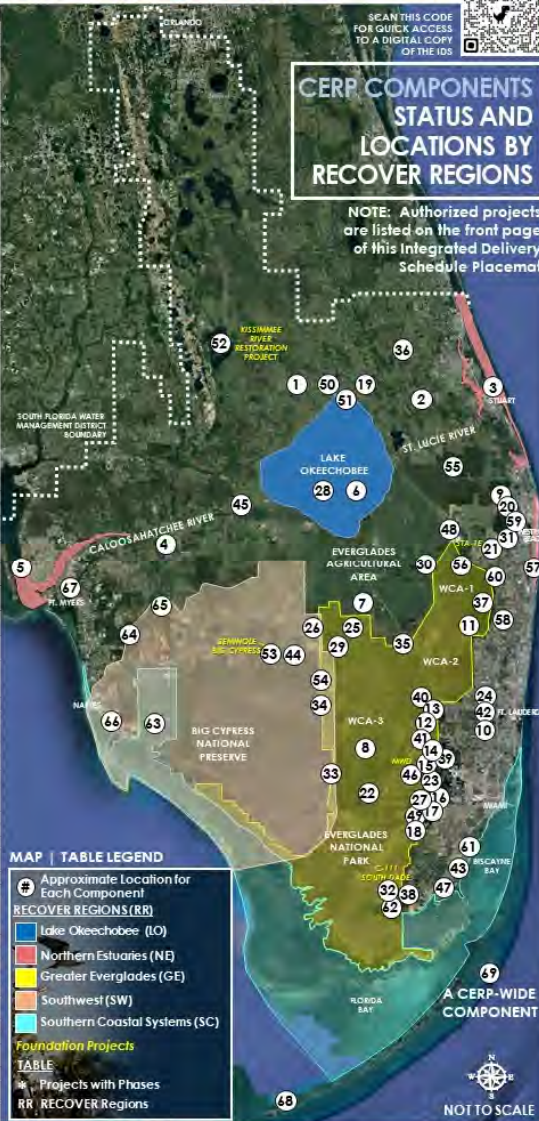 ORLANDO
SCAN THIS CODE
FOR QUICK ACCESS
TO A DIGITAL COPY
OF THE IDS
CERP COMPONENTS
STATUS AND
LOCATIONS BY
RECOVER REGIONS
NOTE: Authorized projects
are listed on the front page
of this Integrated Delivery
Schedule Placemat
KISSIMMEE
RIVER
RESTORATION
PROJECT
52
36
1
50
19
51
2
3
STUART
SOUTH FLORIDA WATER
MANAGEMENT DISTRICT
BOUNDARY
ST. LUCIE RIVER
LAKE
OKEECHOBEE
55
28
6
45
9
20
59
CALOOSAHATCHEE RIVER
4
48
31
21
5
EVERGLADES
AGRICULTURAL
AREA
30
56
57
60
67
FT. MYERS
WCA-1
65
7
37
58
64
26
25
11
SEMINOLE
BIG CYPRESS
53
44
29
35
WCA-2
54
34
40
24
NAPLES
66
63
13
42
WCA-3
12
10
BIG CYPRESS
NATIONAL
PRESERVE
8
41
14
39
MWD
15
33
46
23
22
27
16
49
17
MIAMI
18
EVERGLADES
NATIONAL
PARK
61
BISCAYNE
BAY
43
C-111
SOUTH DADE
32
38
47
62
69
A CERP-WIDE
COMPONENT
FLORIDA
BAY
MAP | TABLE LEGEND
# Approximate Location for
Each Component
RECOVER REGIONS (RR)
Lake Okeechobee (LO)
Northern Estuaries (NE)
Greater Everglades (GE)
Southwest (SW)
Southern Coastal Systems (SC)
Foundation Projects
TABLE
* Projects with Phases
RR RECOVER Regions
68
N
W
E
S
NOT TO SCALE